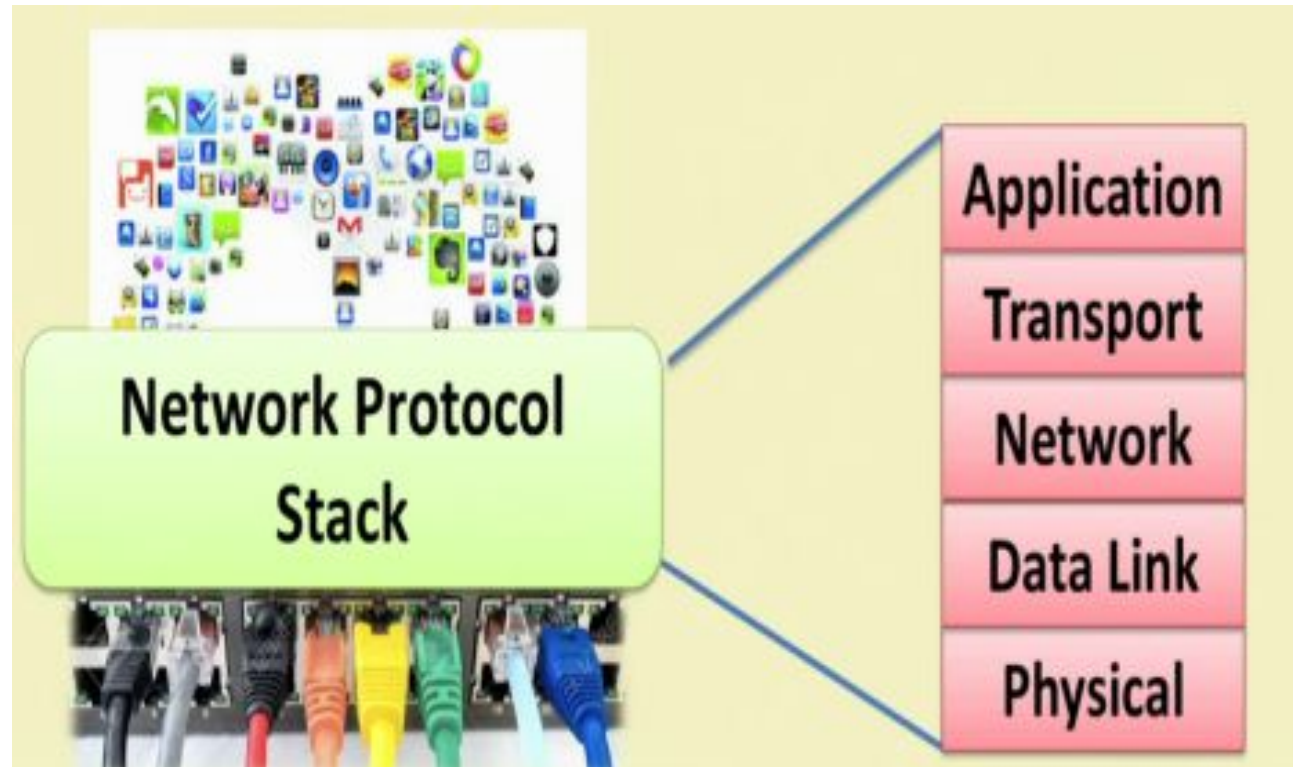 Network Protocol
Stack
Application
Transport
Network
Data Link
Physical